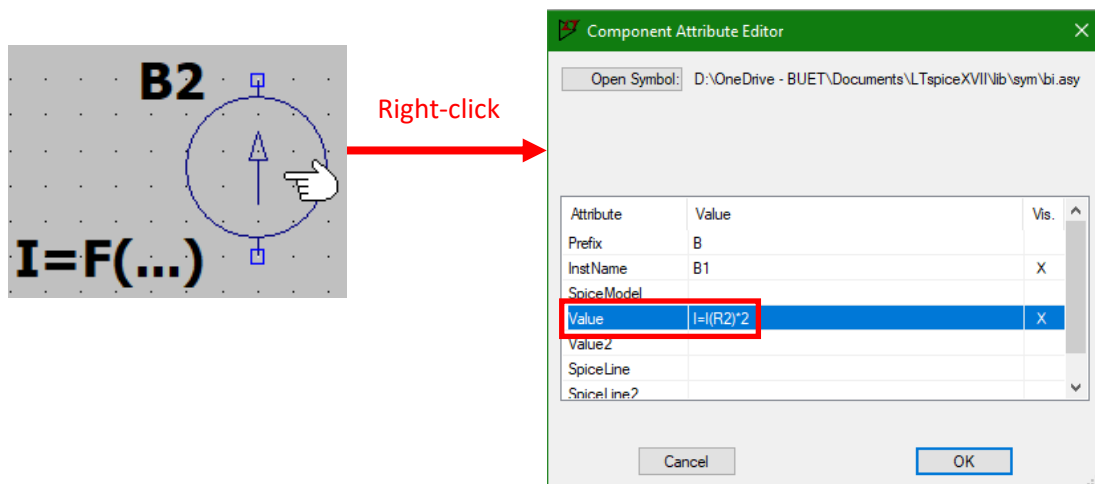 B2
I=F(...)
Right-click
Component Attribute Editor
Open Symbol: D:\OneDrive - BUET\Documents\LTspiceXVII\lib\sym\bi.asy
Attribute Value Vis.
Prefix B
InstName B1 X
SpiceModel
Value I=I(R2)*2 X
Value2
SpiceLine
SpiceLine2
Cancel OK